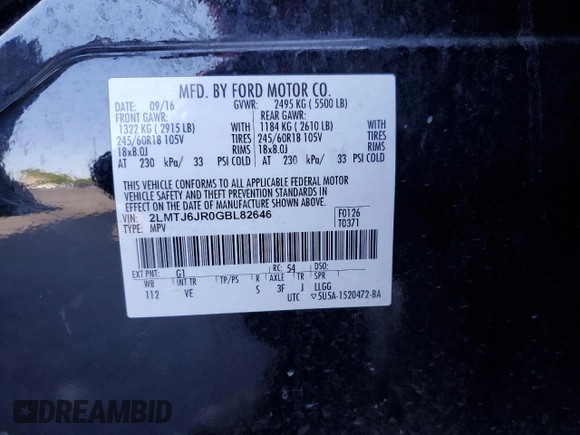 MFD. BY FORD MOTOR CO.
DATE: 09/16 GVWR: 2495 KG ( 5500 LB)
FRONT GAWR: REAR GAWR:
1322 KG ( 2915 LB) WITH 1184 KG ( 2610 LB) WITH
245/60R18 105V TIRES 245/60R18 105V TIRES
18x8.0J RIMS 18x8.0J RIMS
AT 230 kPa/ 33 PSI COLD AT 230 kPa/ 33 PSI COLD
THIS VEHICLE CONFORMS TO ALL APPLICABLE FEDERAL MOTOR
VEHICLE SAFETY AND THEFT PREVENTION STANDARDS IN
EFFECT ON THE DATE OF MANUFACTURE SHOWN ABOVE.
VIN: 2LMTJ6JR0GBL82646 F0126
TYPE: MPV T0371
EXT PNT: G1 RC: 54 DSO:
WB INT TR TP/PS R AXLE TR SPR
112 VE S 3F J LLGG
UTC ▽5U5A-1520472-BA
DREAMBID